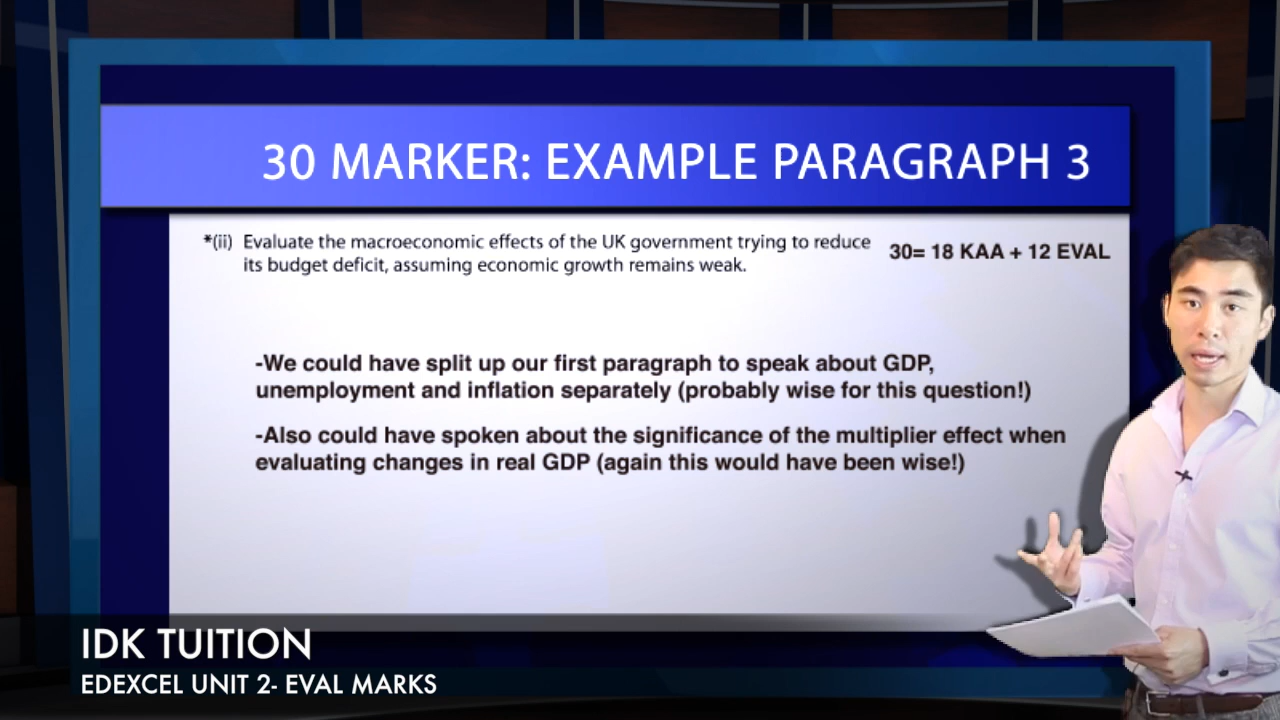 30 MARKER: EXAMPLE PARAGRAPH 3
*(ii) Evaluate the macroeconomic effects of the UK government trying to reduce
its budget deficit, assuming economic growth remains weak.
30= 18 KAA + 12 EVAL
-We could have split up our first paragraph to speak about GDP,
unemployment and inflation separately (probably wise for this question!)
-Also could have spoken about the significance of the multiplier effect when
evaluating changes in real GDP (again this would have been wise!)
IDK TUITION
EDEXCEL UNIT 2- EVAL MARKS